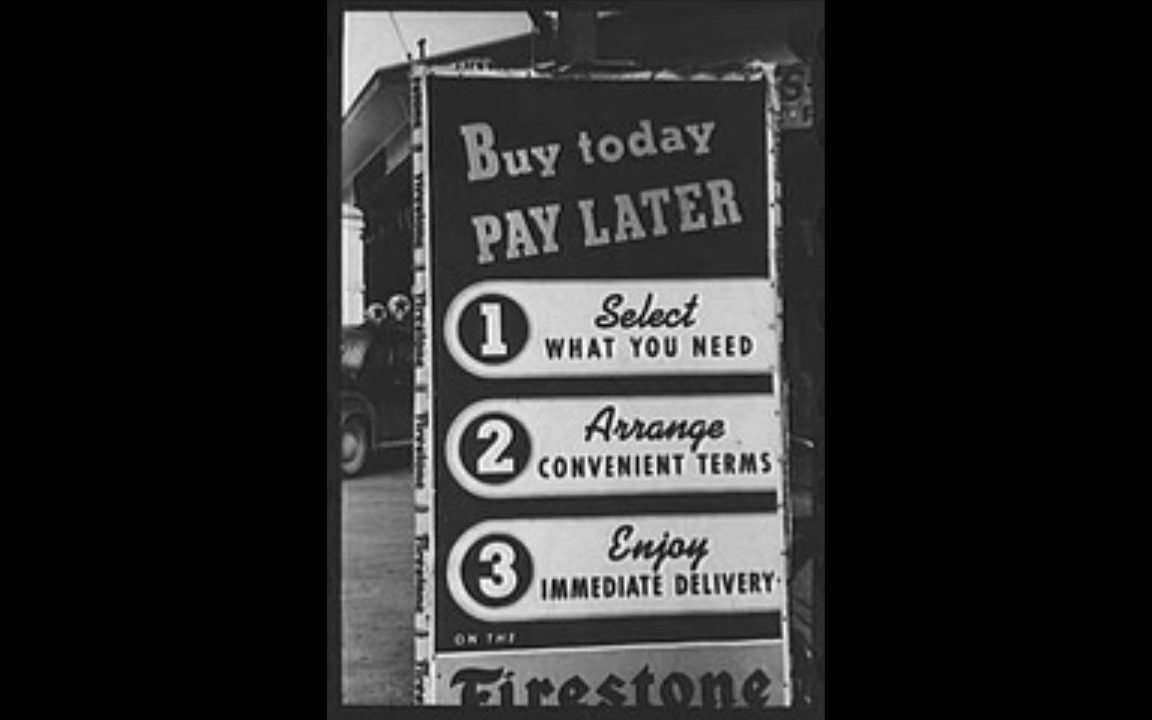 Buy today
PAY LATER
1
Select
WHAT YOU NEED
2
Arrange
CONVENIENT TERMS
3
Enjoy
IMMEDIATE DELIVERY
ON THE
Firestone